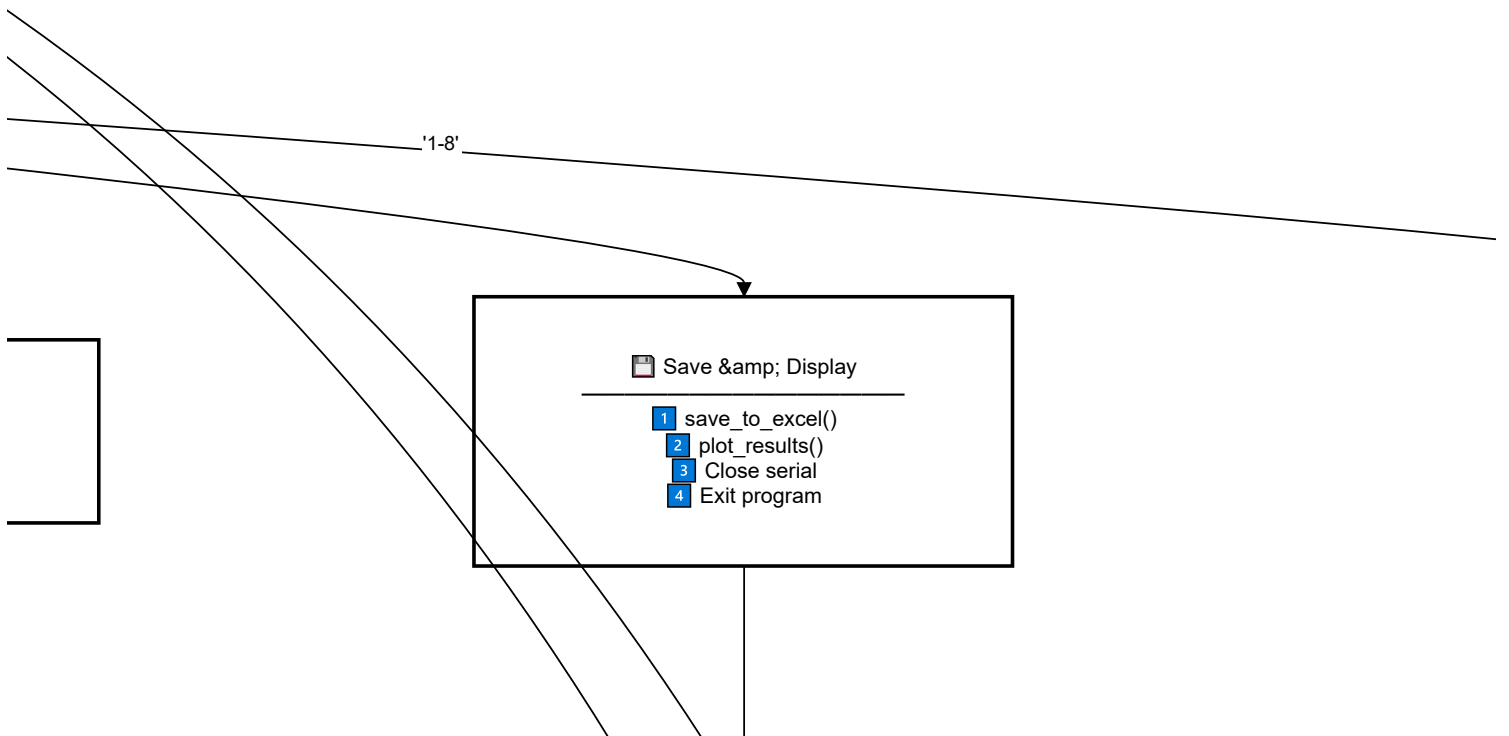 '1-8'
💾 Save &amp; Display
1️⃣ save_to_excel()
2️⃣ plot_results()
3️⃣ Close serial
4️⃣ Exit program